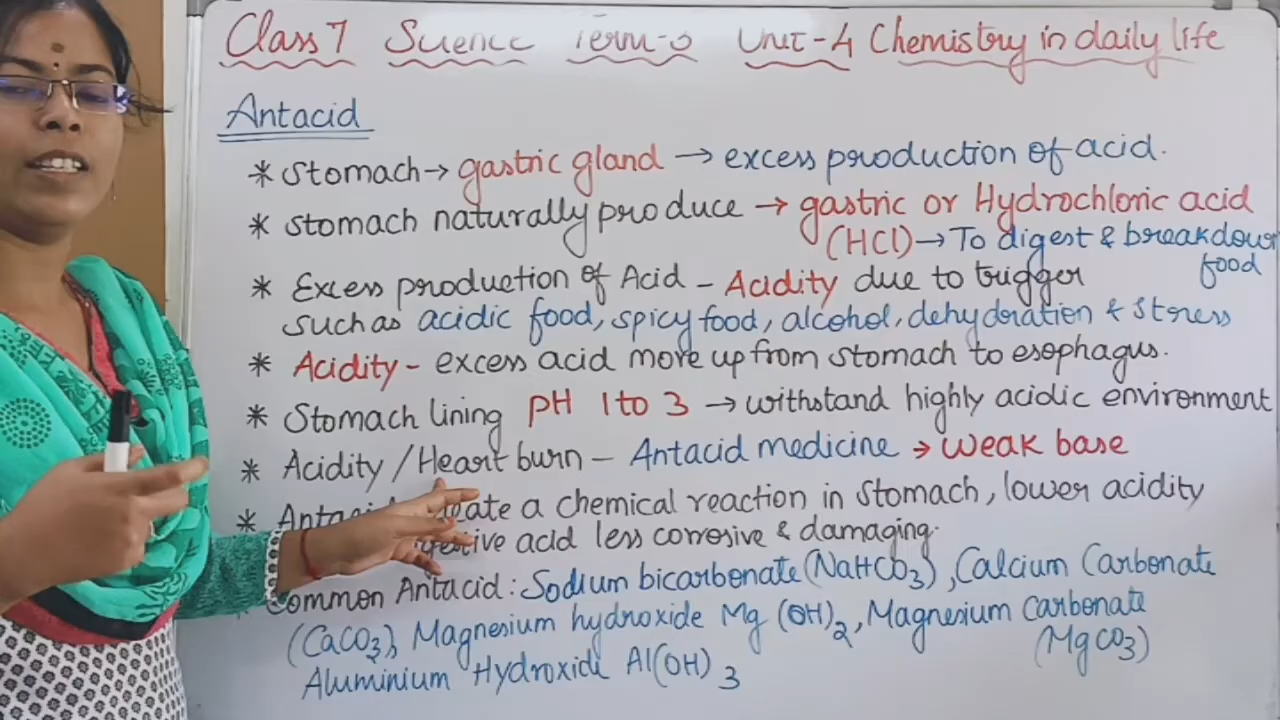 Class 7 Science Term-3 Unit-4 Chemistry in daily life
Antacid
* Stomach → gastric gland → excess production of acid.
* Stomach naturally produce → gastric or Hydrochloric acid
(HCl) → To digest & breakdown
food
* Excess production of Acid - Acidity due to trigger
such as acidic food, spicy food, alcohol, dehydration & stress
* Acidity - excess acid more up from stomach to esophagus.
* Stomach lining pH 1 to 3 → withstand highly acidic environment
* Acidity / Heart burn - Antacid medicine → Weak base
* a chemical reaction in stomach, lower acidity
acid less corrosive & damaging.
Common Antacid: Sodium bicarbonate (NaHCO3), Calcium Carbonate
(CaCO3), Magnesium hydroxide Mg (OH)2, Magnesium Carbonate
(MgCO3)
Aluminium Hydroxide Al(OH)3